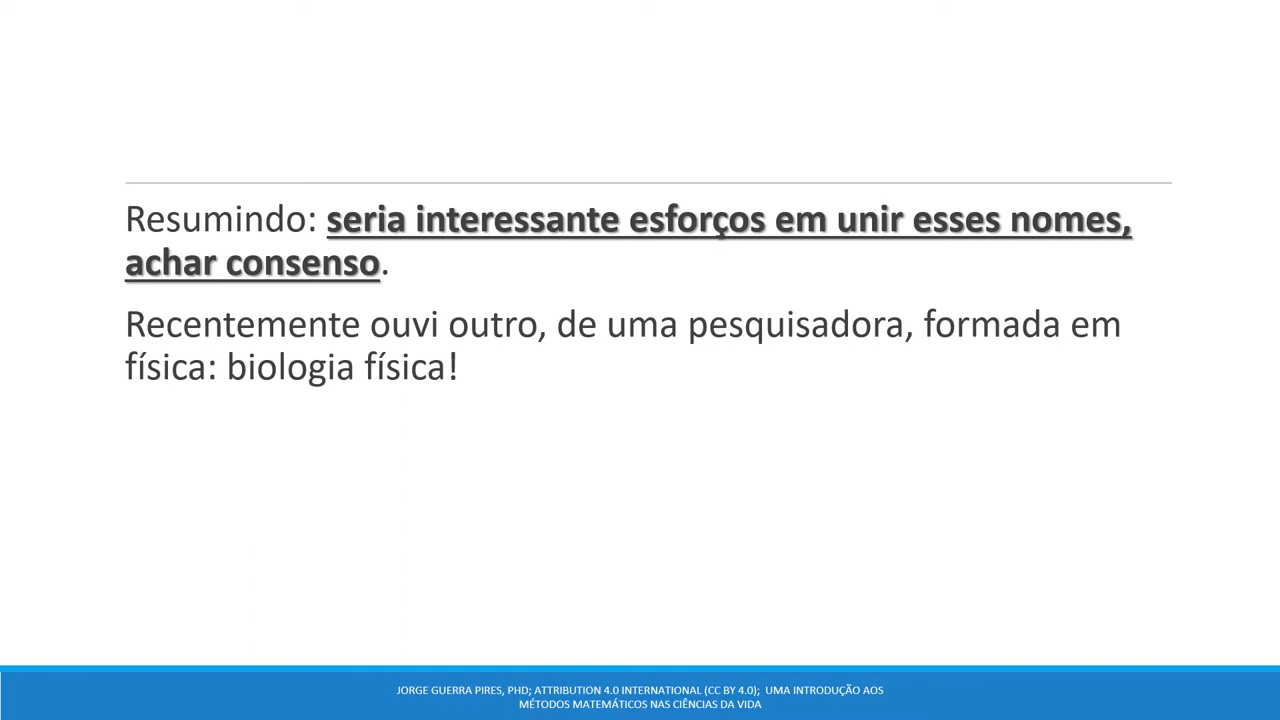 Resumindo: seria interessante esforços em unir esses nomes,
achar consenso.
Recentemente ouvi outro, de uma pesquisadora, formada em
física: biologia física!
JORGE GUERRA PIRES, PHD; ATTRIBUTION 4.0 INTERNATIONAL (CC BY 4.0); UMA INTRODUÇÃO AOS
MÉTODOS MATEMÁTICOS NAS CIÊNCIAS DA VIDA